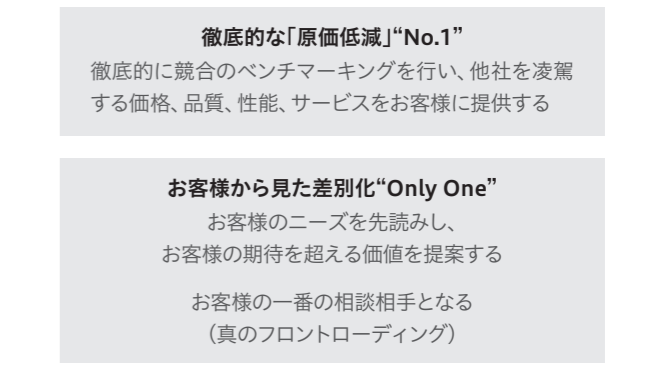 徹底的な「原価低減」“No.1”
徹底的に競合のベンチマーキングを行い、他社を凌駕
する価格、品質、性能、サービスをお客様に提供する
お客様から見た差別化“Only One”
お客様のニーズを先読みし、
お客様の期待を超える価値を提案する
お客様の一番の相談相手となる
（真のフロントローディング）